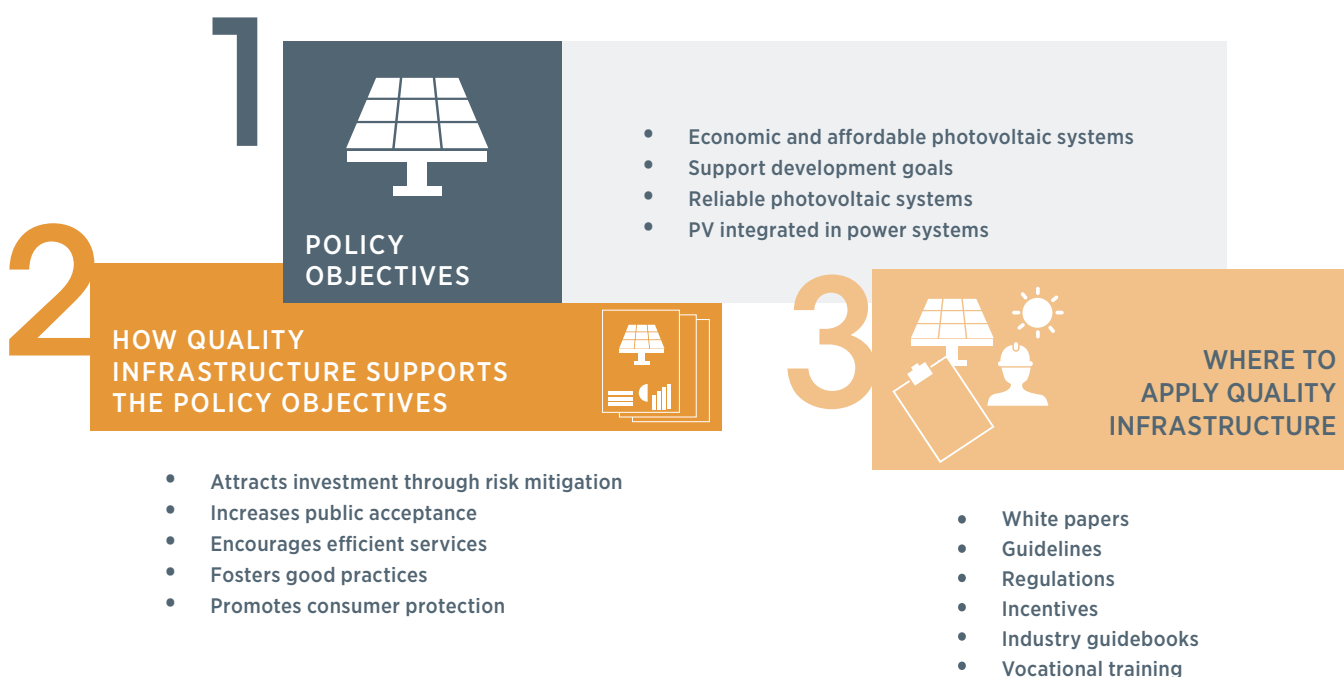 1
POLICY
OBJECTIVES
• Economic and affordable photovoltaic systems
• Support development goals
• Reliable photovoltaic systems
• PV integrated in power systems
2
HOW QUALITY
INFRASTRUCTURE SUPPORTS
THE POLICY OBJECTIVES
• Attracts investment through risk mitigation
• Increases public acceptance
• Encourages efficient services
• Fosters good practices
• Promotes consumer protection
3
WHERE TO
APPLY QUALITY
INFRASTRUCTURE
• White papers
• Guidelines
• Regulations
• Incentives
• Industry guidebooks
• Vocational training